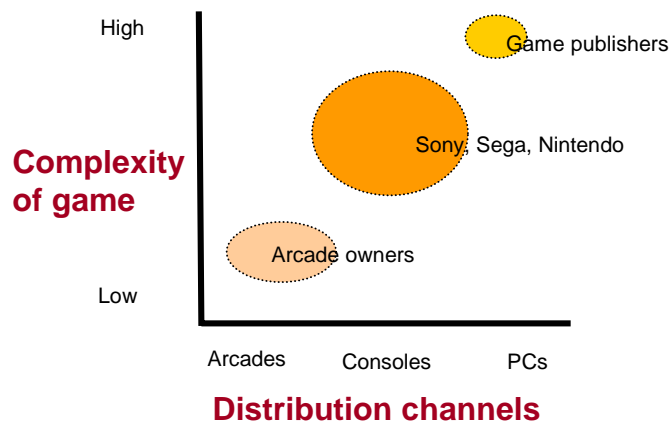 High
Game publishers
Sony, Sega, Nintendo
Complexity
of game
Arcade owners
Low
Arcades
Consoles
PCs
Distribution channels